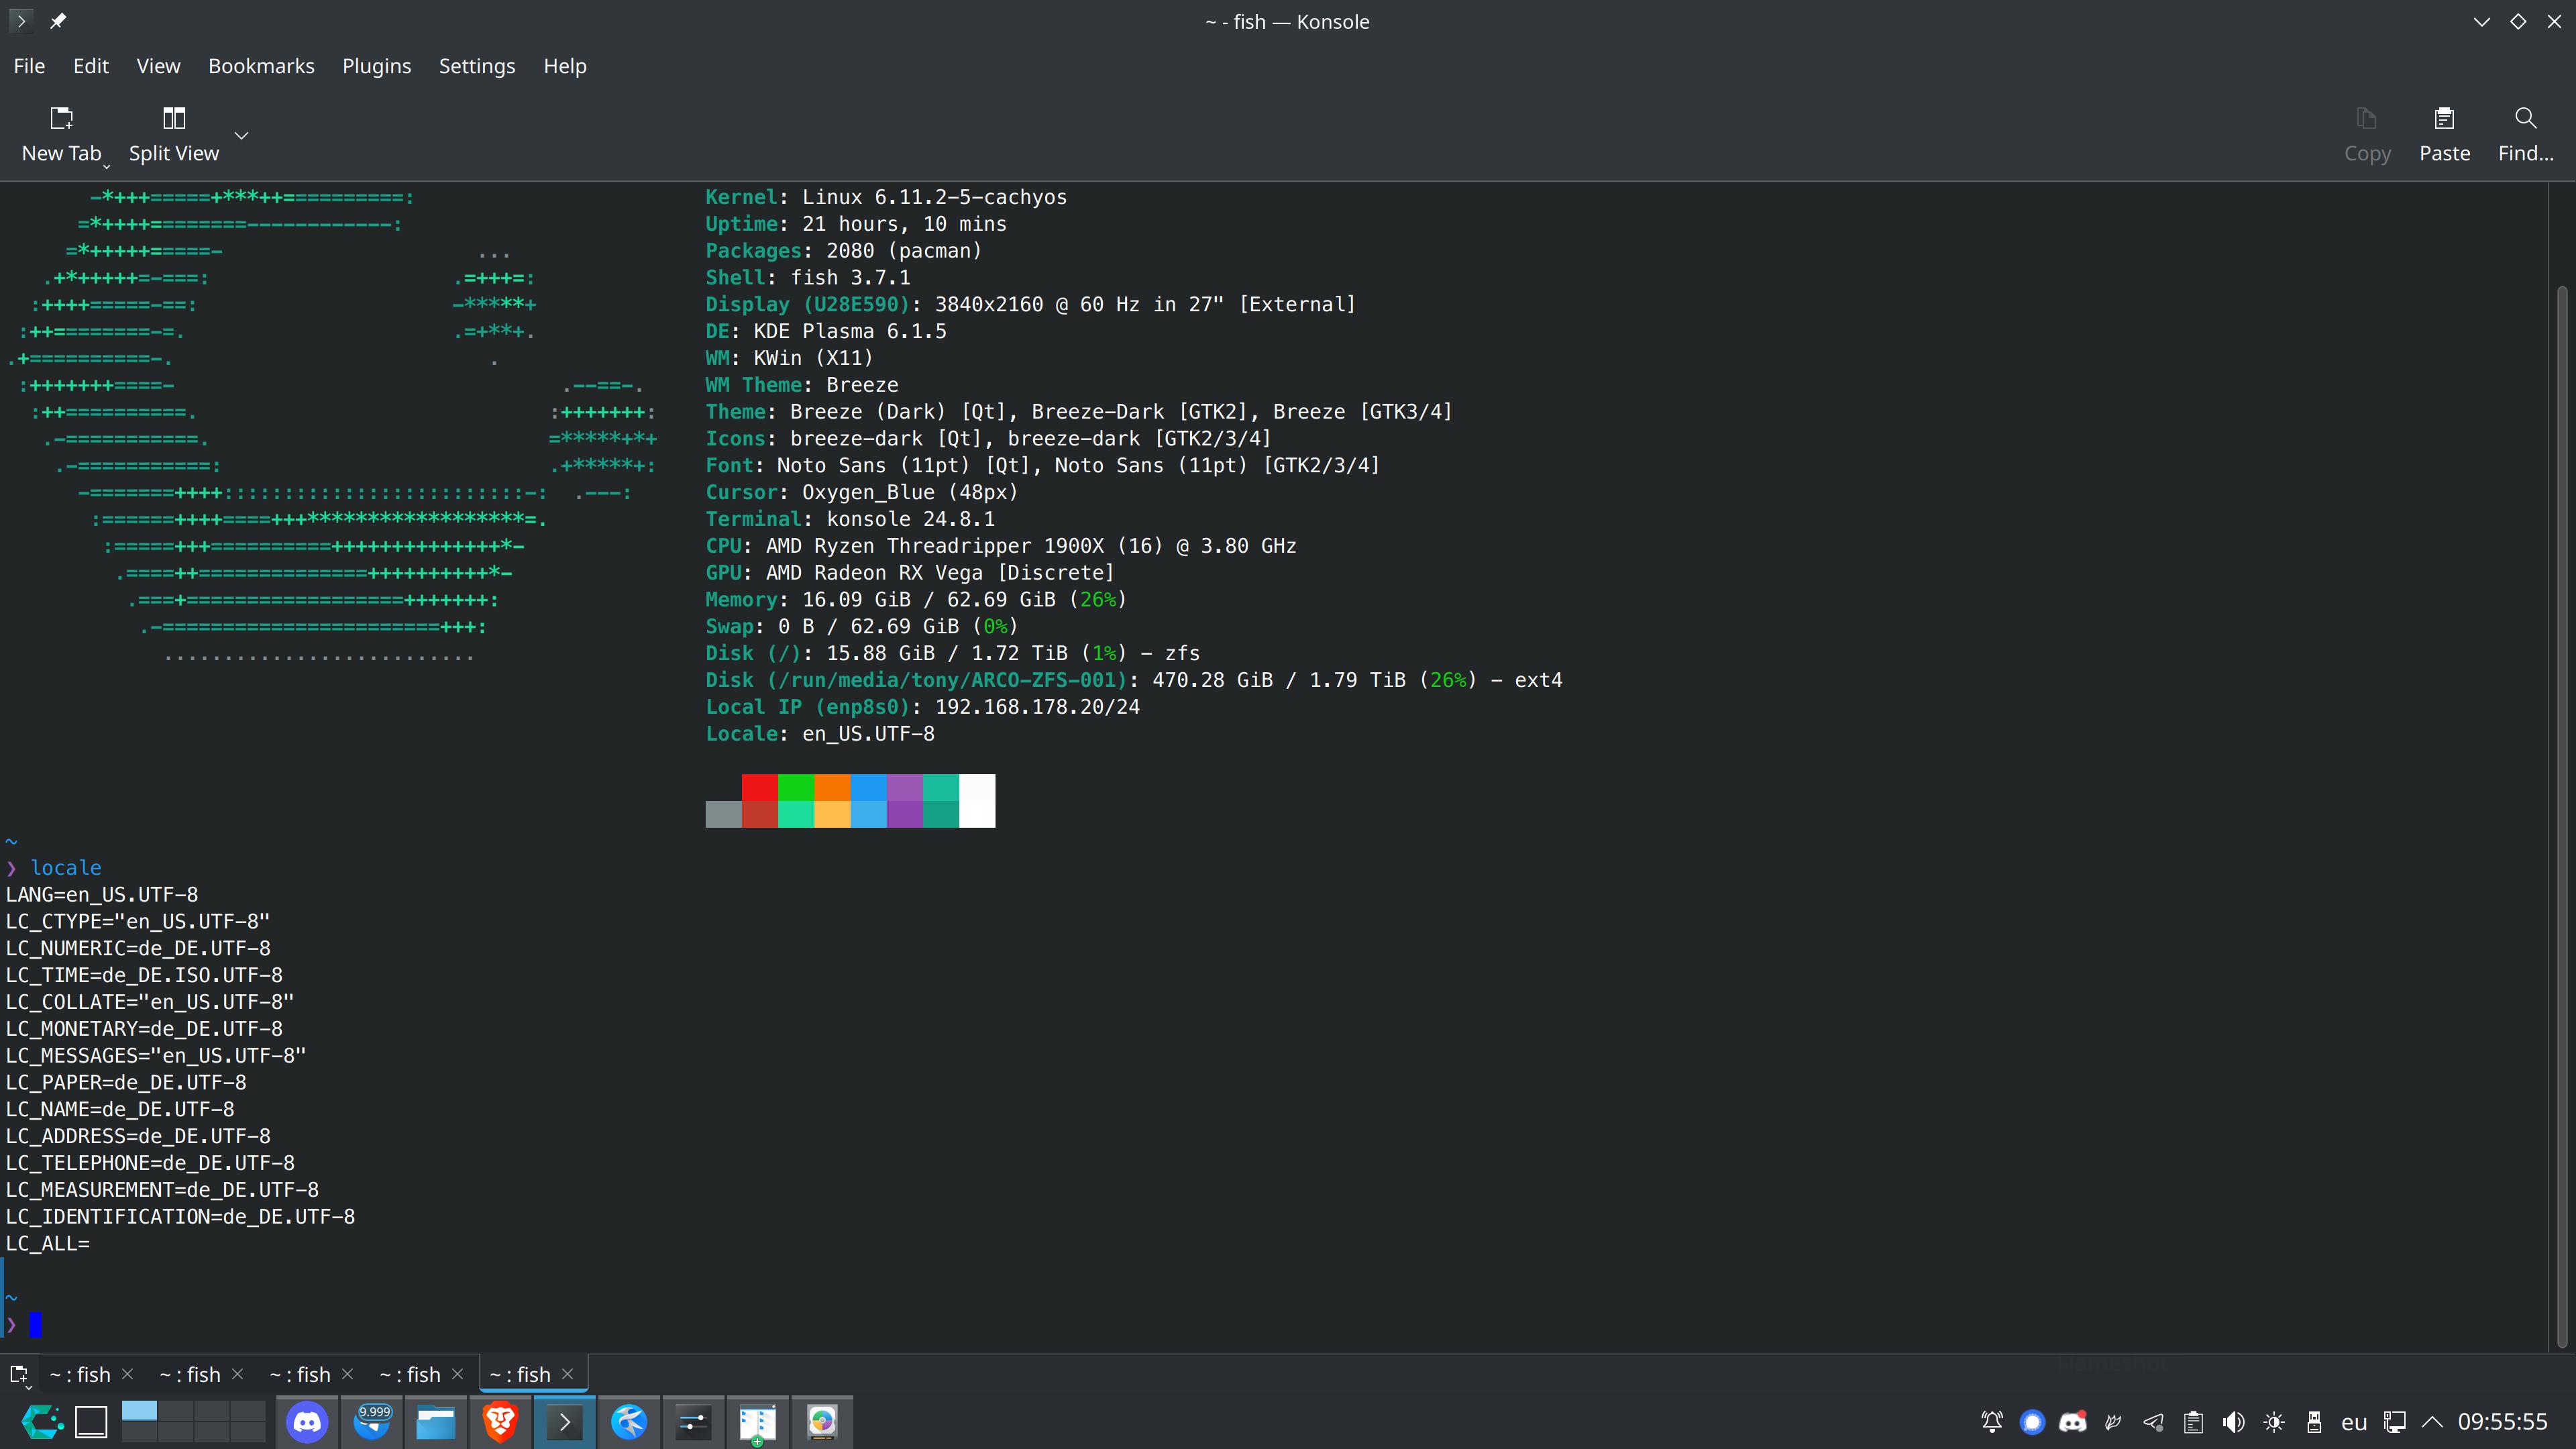 ~ - fish — Konsole
File Edit View Bookmarks Plugins Settings Help
New Tab Split View Copy Paste Find...
Kernel: Linux 6.11.2-5-cachyos
Uptime: 21 hours, 10 mins
Packages: 2080 (pacman)
Shell: fish 3.7.1
Display (U28E590): 3840x2160 @ 60 Hz in 27" [External]
DE: KDE Plasma 6.1.5
WM: KWin (X11)
WM Theme: Breeze
Theme: Breeze (Dark) [Qt], Breeze-Dark [GTK2], Breeze [GTK3/4]
Icons: breeze-dark [Qt], breeze-dark [GTK2/3/4]
Font: Noto Sans (11pt) [Qt], Noto Sans (11pt) [GTK2/3/4]
Cursor: Oxygen_Blue (48px)
Terminal: konsole 24.8.1
CPU: AMD Ryzen Threadripper 1900X (16) @ 3.80 GHz
GPU: AMD Radeon RX Vega [Discrete]
Memory: 16.09 GiB / 62.69 GiB (26%)
Swap: 0 B / 62.69 GiB (0%)
Disk (/): 15.88 GiB / 1.72 TiB (1%) - zfs
Disk (/run/media/tony/ARCO-ZFS-001): 470.28 GiB / 1.79 TiB (26%) - ext4
Local IP (enp8s0): 192.168.178.20/24
Locale: en_US.UTF-8
~
❯ locale
LANG=en_US.UTF-8
LC_CTYPE="en_US.UTF-8"
LC_NUMERIC=de_DE.UTF-8
LC_TIME=de_DE.ISO.UTF-8
LC_COLLATE="en_US.UTF-8"
LC_MONETARY=de_DE.UTF-8
LC_MESSAGES="en_US.UTF-8"
LC_PAPER=de_DE.UTF-8
LC_NAME=de_DE.UTF-8
LC_ADDRESS=de_DE.UTF-8
LC_TELEPHONE=de_DE.UTF-8
LC_MEASUREMENT=de_DE.UTF-8
LC_IDENTIFICATION=de_DE.UTF-8
LC_ALL=
~
❯
~ : fish ~ : fish ~ : fish ~ : fish ~ : fish
9.999 eu 09:55:55